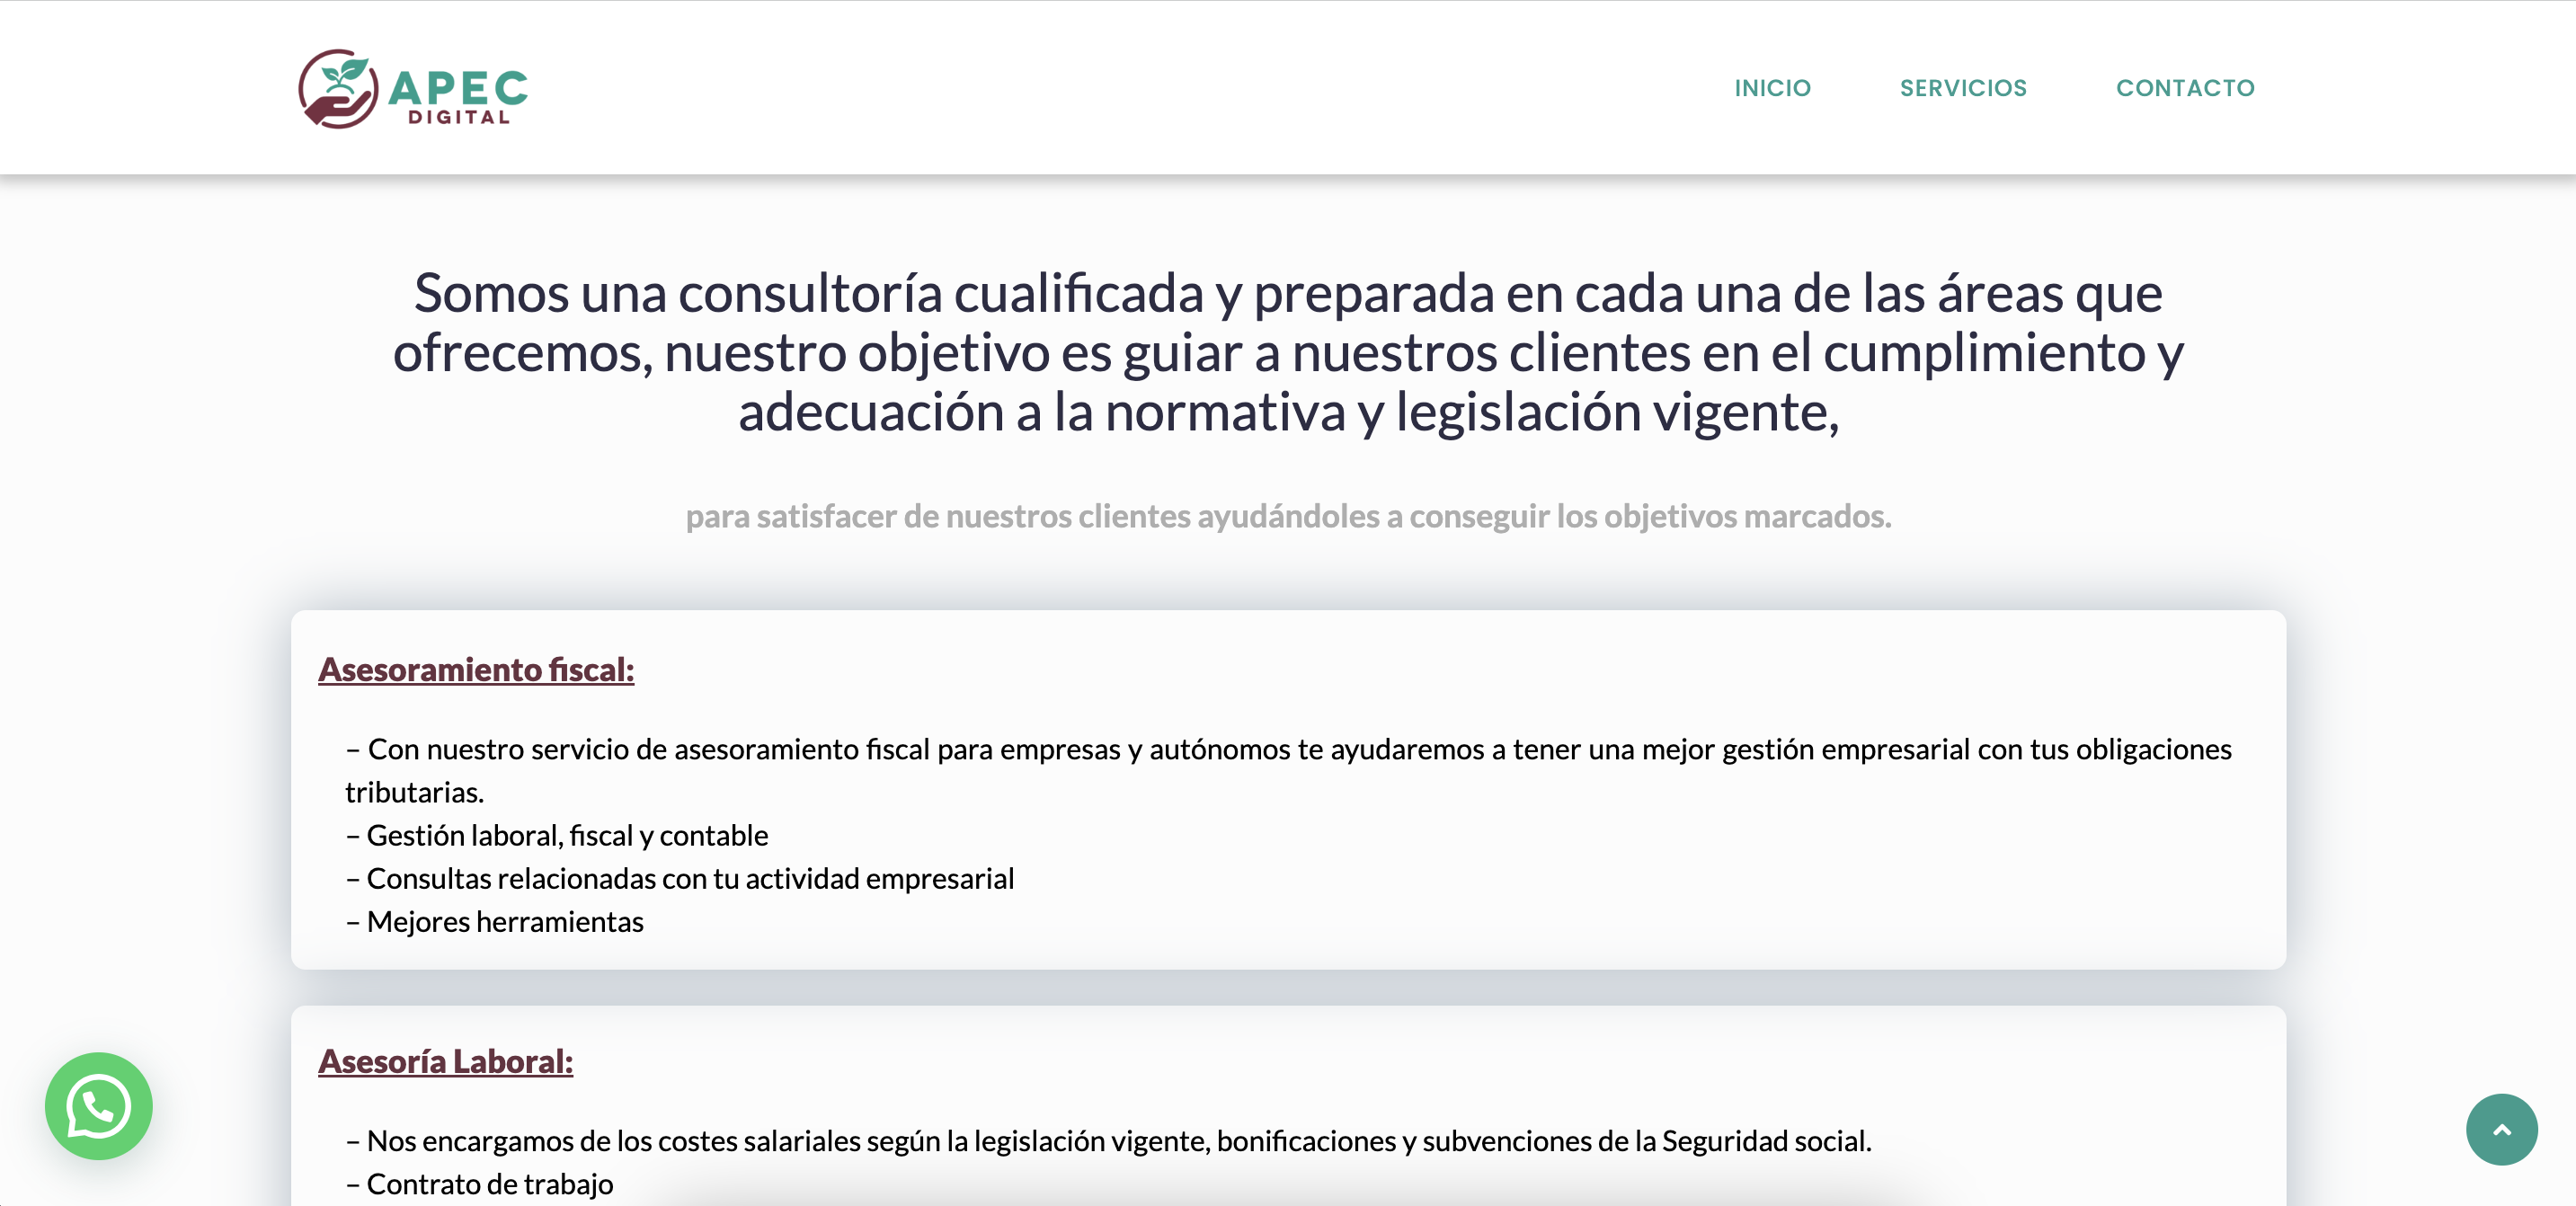 APEC
DIGITAL
INICIO
SERVICIOS
CONTACTO
Somos una consultoría cualificada y preparada en cada una de las áreas que
ofrecemos, nuestro objetivo es guiar a nuestros clientes en el cumplimiento y
adecuación a la normativa y legislación vigente,
para satisfacer de nuestros clientes ayudándoles a conseguir los objetivos marcados.
Asesoramiento fiscal:
– Con nuestro servicio de asesoramiento fiscal para empresas y autónomos te ayudaremos a tener una mejor gestión empresarial con tus obligaciones
tributarias.
– Gestión laboral, fiscal y contable
– Consultas relacionadas con tu actividad empresarial
– Mejores herramientas
Asesoría Laboral:
– Nos encargamos de los costes salariales según la legislación vigente, bonificaciones y subvenciones de la Seguridad social.
– Contrato de trabajo